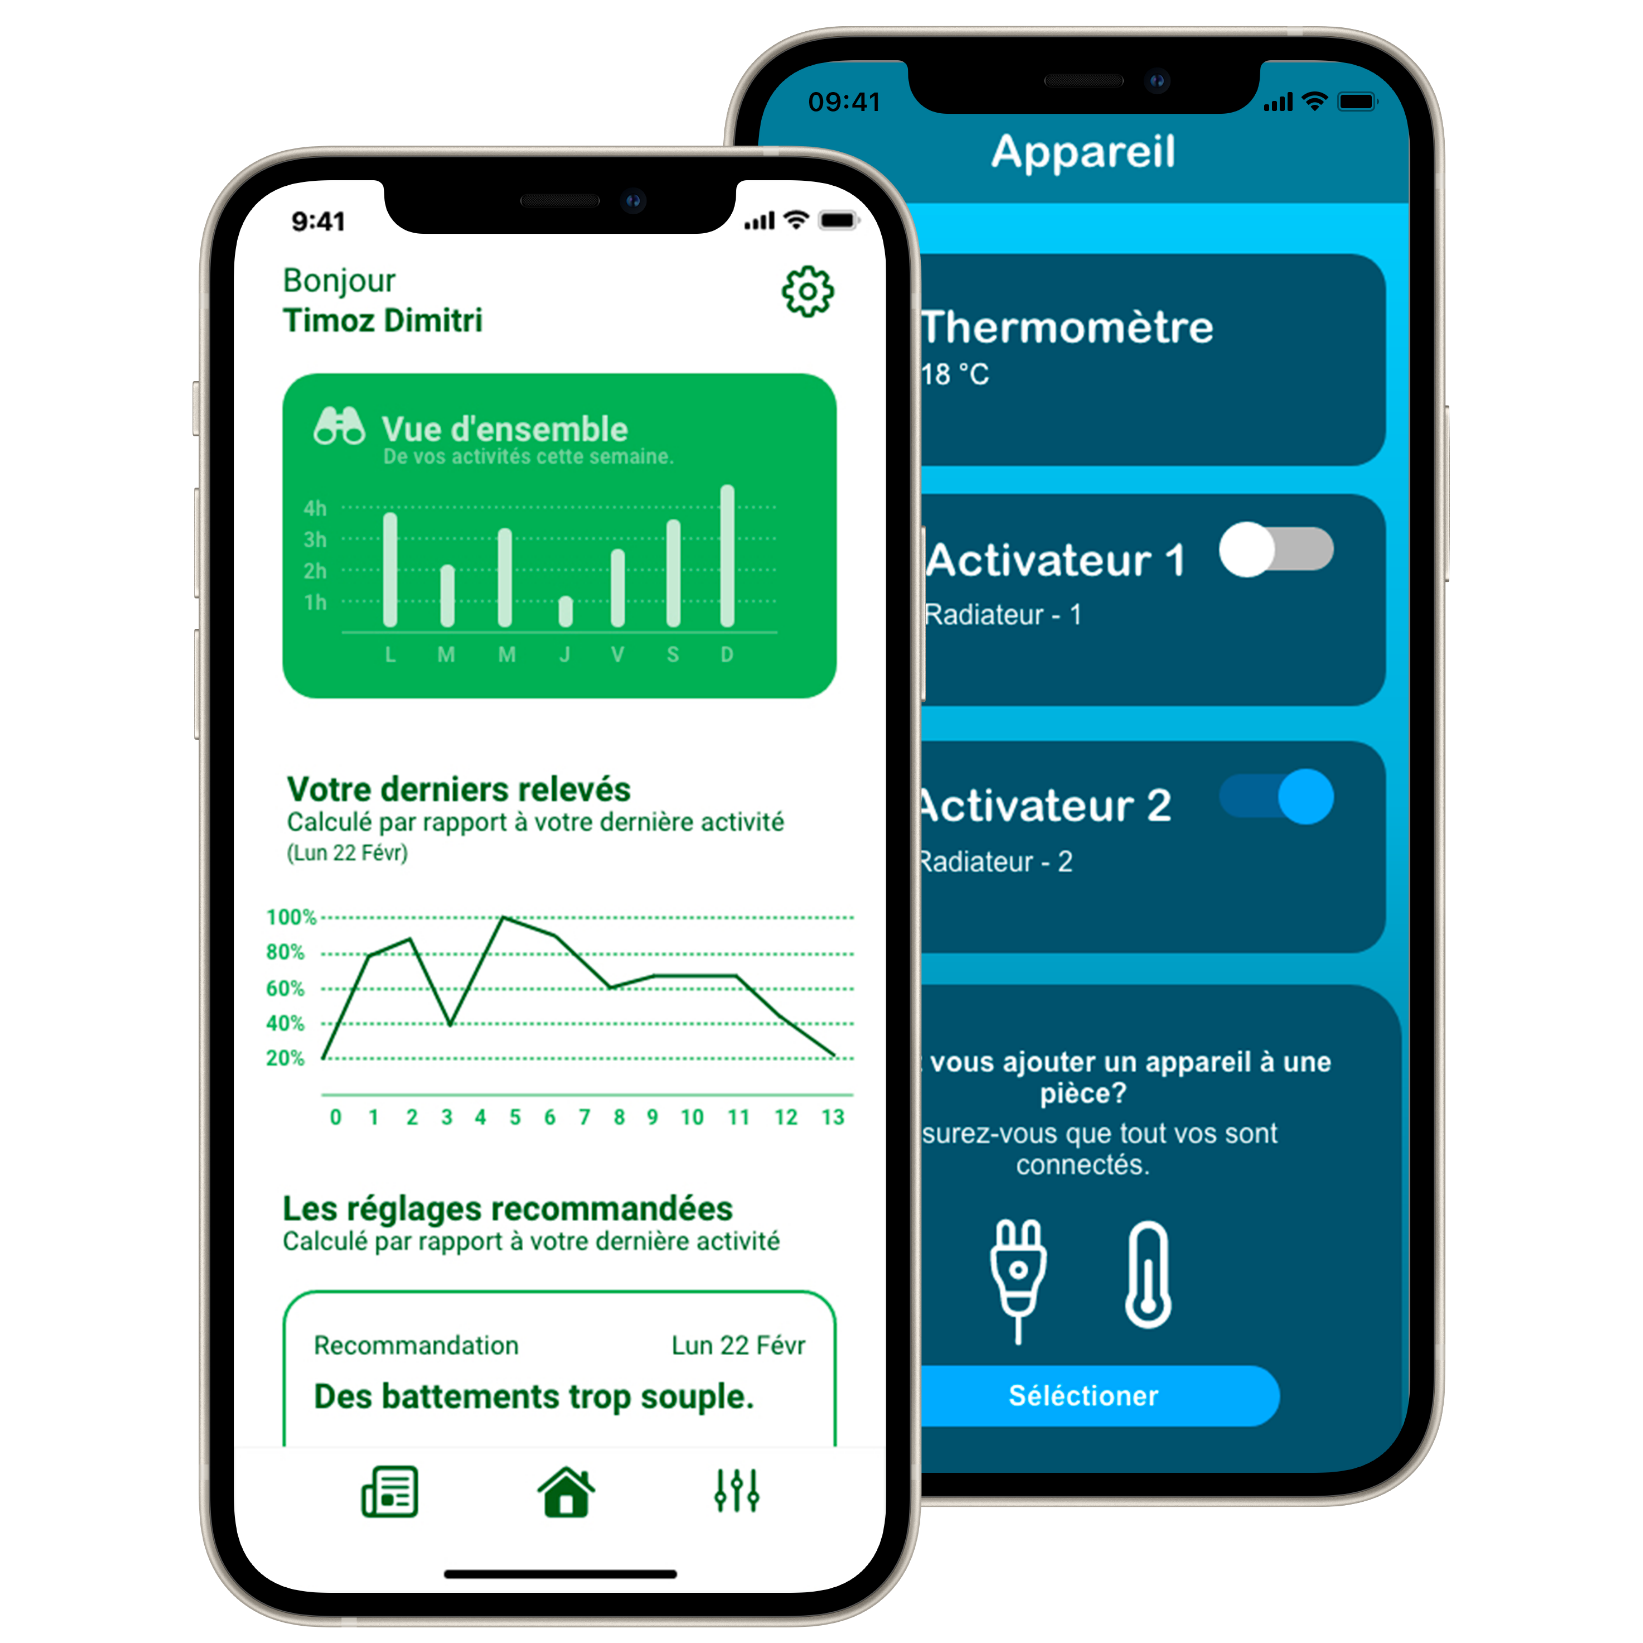 9:41
Bonjour
Timoz Dimitri
Vue d'ensemble
De vos activités cette semaine.
4h
3h
2h
1h
L M M J V S D
Votre derniers relevés
Calculé par rapport à votre dernière activité
(Lun 22 Févr)
100%
80%
60%
40%
20%
0 1 2 3 4 5 6 7 8 9 10 11 12 13
Les réglages recommandées
Calculé par rapport à votre dernière activité
Recommandation Lun 22 Févr
Des battements trop souple.
09:41
Appareil
Thermomètre
18 °C
Activateur 1
Radiateur - 1
Activateur 2
Radiateur - 2
vous ajouter un appareil à une
pièce?
surez-vous que tout vos sont
connectés.
Séléctioner